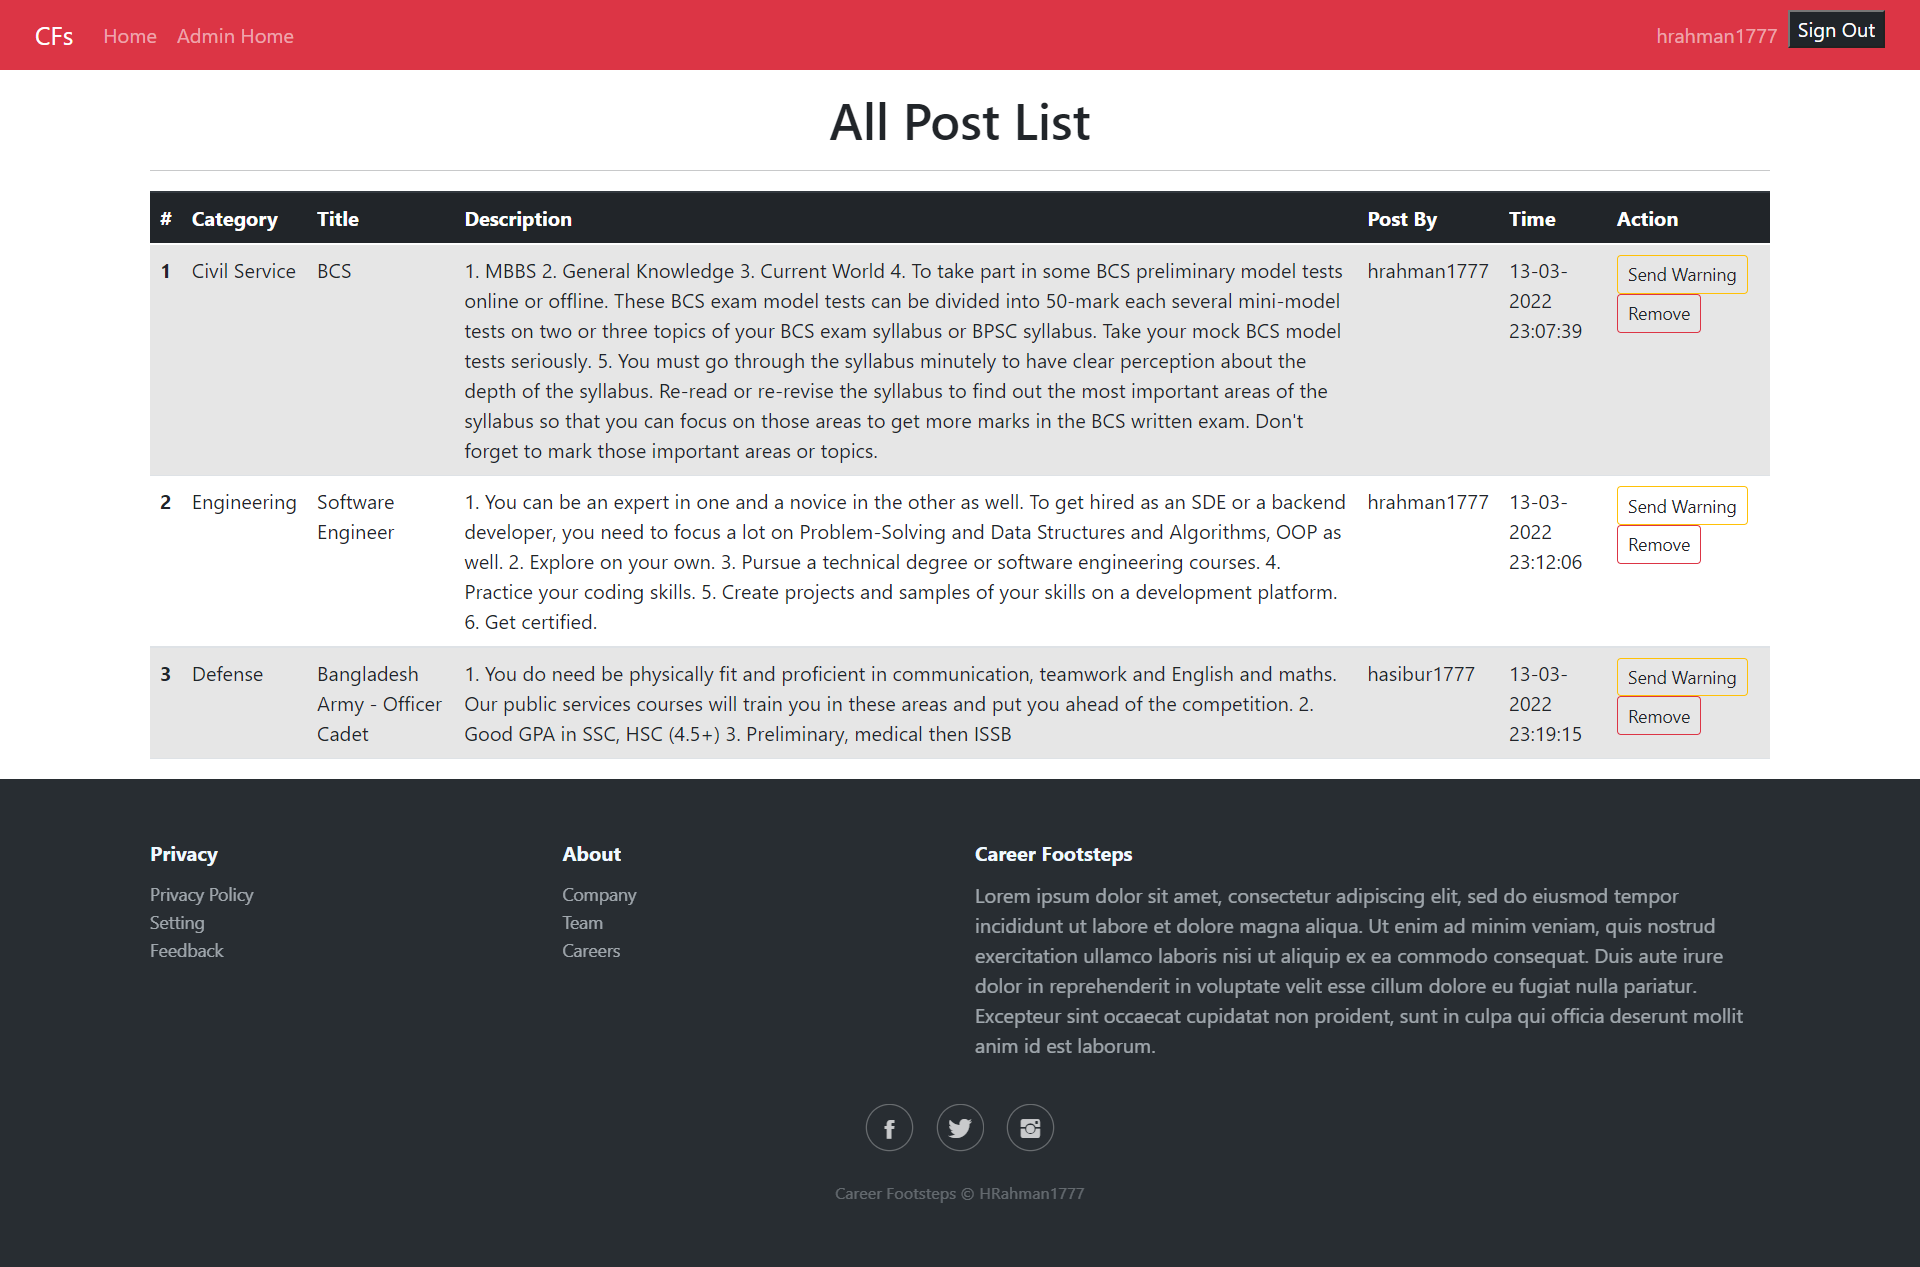 CFs Home Admin Home hrahman1777 Sign Out
All Post List
# Category Title Description Post By Time Action
1 Civil Service BCS 1. MBBS 2. General Knowledge 3. Current World 4. To take part in some BCS preliminary model tests hrahman1777 13-03- Send Warning
online or offline. These BCS exam model tests can be divided into 50-mark each several mini-model 2022 Remove
tests on two or three topics of your BCS exam syllabus or BPSC syllabus. Take your mock BCS model 23:07:39
tests seriously. 5. You must go through the syllabus minutely to have clear perception about the
depth of the syllabus. Re-read or re-revise the syllabus to find out the most important areas of the
syllabus so that you can focus on those areas to get more marks in the BCS written exam. Don't
forget to mark those important areas or topics.
2 Engineering Software 1. You can be an expert in one and a novice in the other as well. To get hired as an SDE or a backend hrahman1777 13-03- Send Warning
Engineer developer, you need to focus a lot on Problem-Solving and Data Structures and Algorithms, OOP as 2022 Remove
well. 2. Explore on your own. 3. Pursue a technical degree or software engineering courses. 4. 23:12:06
Practice your coding skills. 5. Create projects and samples of your skills on a development platform.
6. Get certified.
3 Defense Bangladesh 1. You do need be physically fit and proficient in communication, teamwork and English and maths. hasibur1777 13-03- Send Warning
Army - Officer Our public services courses will train you in these areas and put you ahead of the competition. 2. 2022 Remove
Cadet Good GPA in SSC, HSC (4.5+) 3. Preliminary, medical then ISSB 23:19:15
Privacy
Privacy Policy
Setting
Feedback
About
Company
Team
Careers
Career Footsteps
Lorem ipsum dolor sit amet, consectetur adipiscing elit, sed do eiusmod tempor
incididunt ut labore et dolore magna aliqua. Ut enim ad minim veniam, quis nostrud
exercitation ullamco laboris nisi ut aliquip ex ea commodo consequat. Duis aute irure
dolor in reprehenderit in voluptate velit esse cillum dolore eu fugiat nulla pariatur.
Excepteur sint occaecat cupidatat non proident, sunt in culpa qui officia deserunt mollit
anim id est laborum.
Career Footsteps © HRahman1777